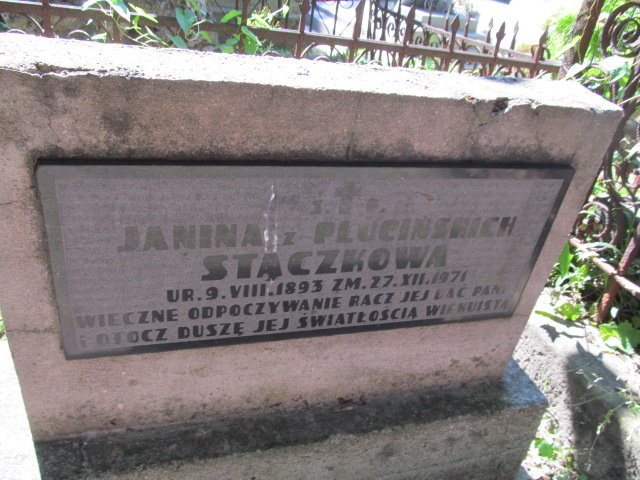 Ś. † P.
JANINA z PŁUCIŃSKICH
STĄCZKOWA
UR. 9. VIII. 1893 ZM. 27. XII. 1971
WIECZNE ODPOCZYWANIE RACZ JEJ DAĆ PANIE
I OTOCZ DUSZĘ JEJ ŚWIATŁOŚCIĄ WIEKUISTĄ